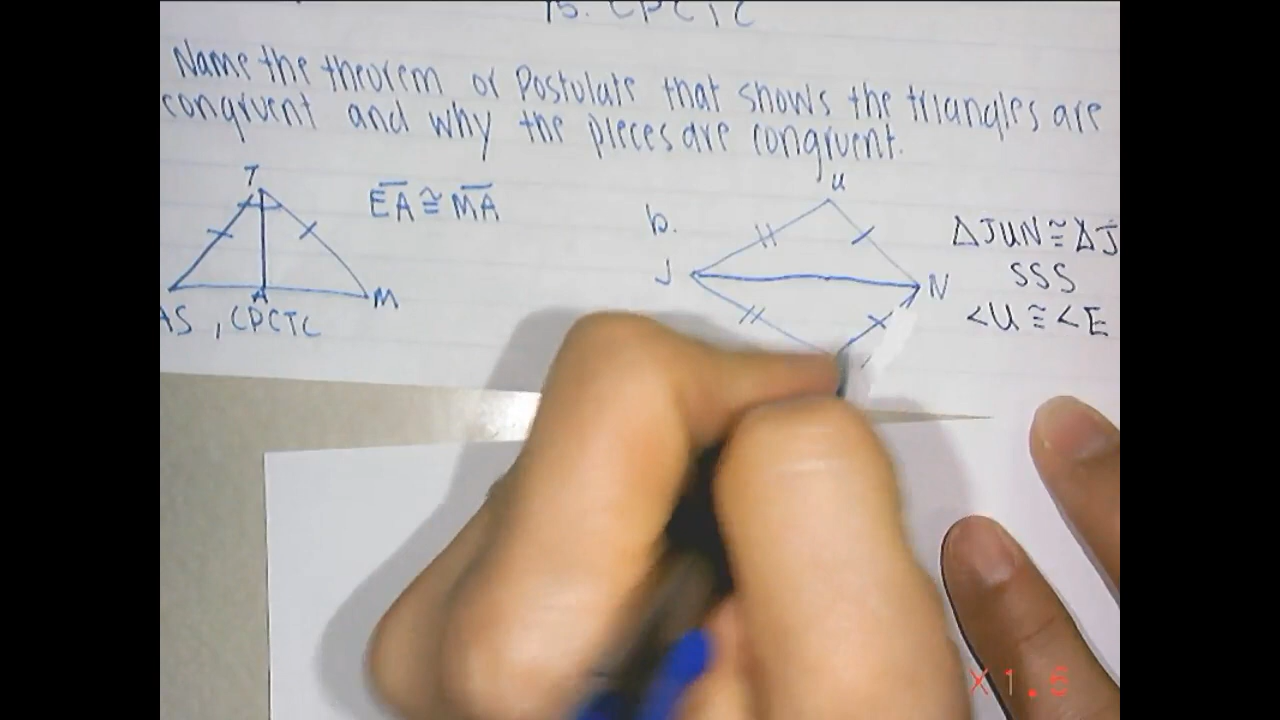 15. CPCTC
Name the theorem or Postulate that shows the triangles are
congruent and why the pieces are congruent.
T
A
M
EA ≅ MA
AS , CPCTC
b.
U
J
N
ΔJUN ≅ ΔJ
SSS
<U ≅ <E
X1.6